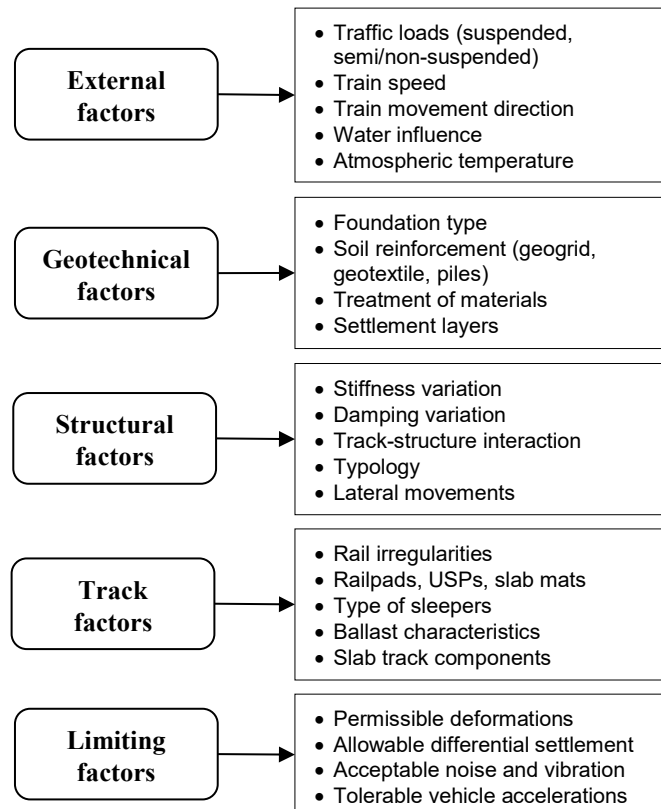 External
factors
• Traffic loads (suspended,
semi/non-suspended)
• Train speed
• Train movement direction
• Water influence
• Atmospheric temperature
Geotechnical
factors
• Foundation type
• Soil reinforcement (geogrid,
geotextile, piles)
• Treatment of materials
• Settlement layers
Structural
factors
• Stiffness variation
• Damping variation
• Track-structure interaction
• Typology
• Lateral movements
Track
factors
• Rail irregularities
• Railpads, USPs, slab mats
• Type of sleepers
• Ballast characteristics
• Slab track components
Limiting
factors
• Permissible deformations
• Allowable differential settlement
• Acceptable noise and vibration
• Tolerable vehicle accelerations